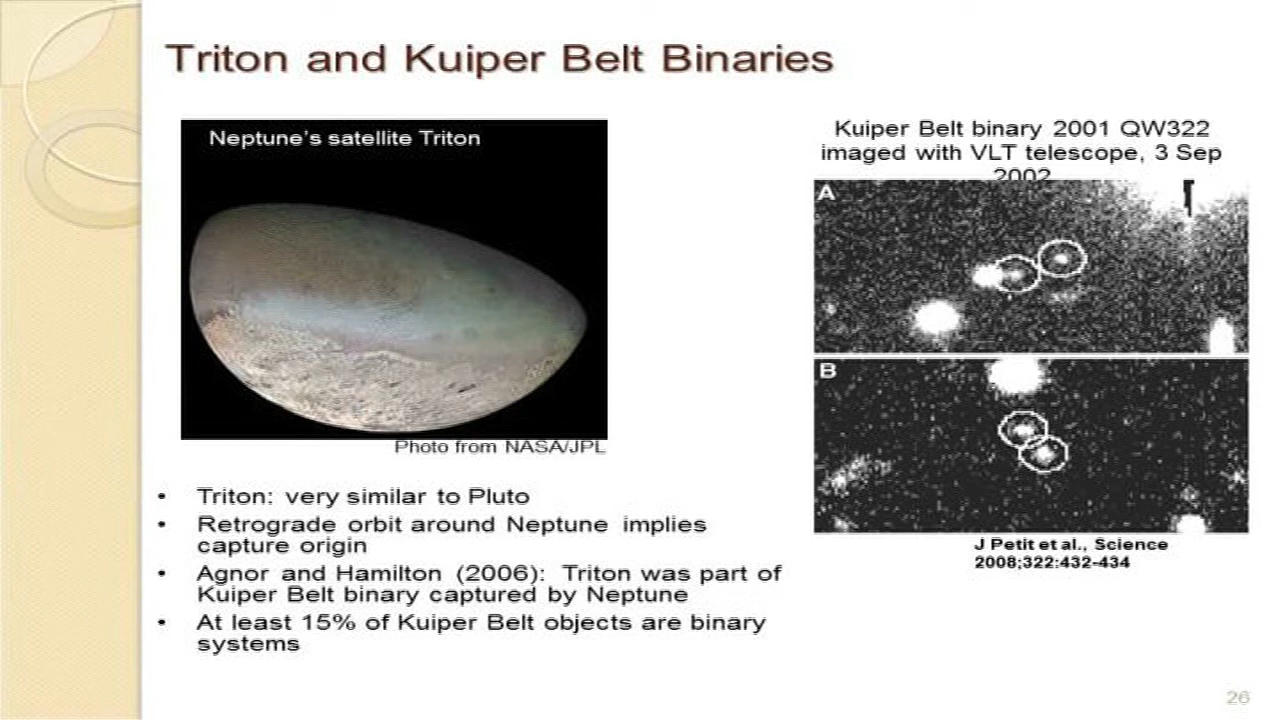 Triton and Kuiper Belt Binaries
Neptune's satellite Triton
Photo from NASA/JPL
Kuiper Belt binary 2001 QW322
imaged with VLT telescope, 3 Sep
2002
A
B
J Petit et al., Science
2008;322:432-434
• Triton: very similar to Pluto
• Retrograde orbit around Neptune implies
capture origin
• Agnor and Hamilton (2006): Triton was part of
Kuiper Belt binary captured by Neptune
• At least 15% of Kuiper Belt objects are binary
systems
26